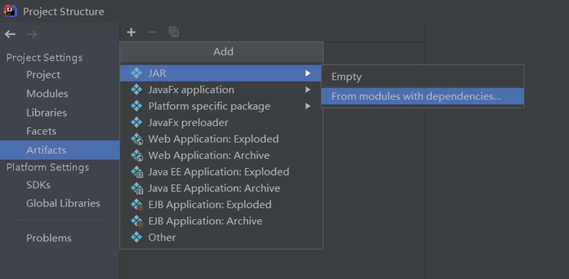 Project Structure
Project Settings
Project
Modules
Libraries
Facets
Artifacts
Platform Settings
SDKs
Global Libraries
Problems
Add
JAR
JavaFx application
Platform specific package
JavaFx preloader
Web Application: Exploded
Web Application: Archive
Java EE Application: Exploded
Java EE Application: Archive
EJB Application: Exploded
EJB Application: Archive
Other
Empty
From modules with dependencies...